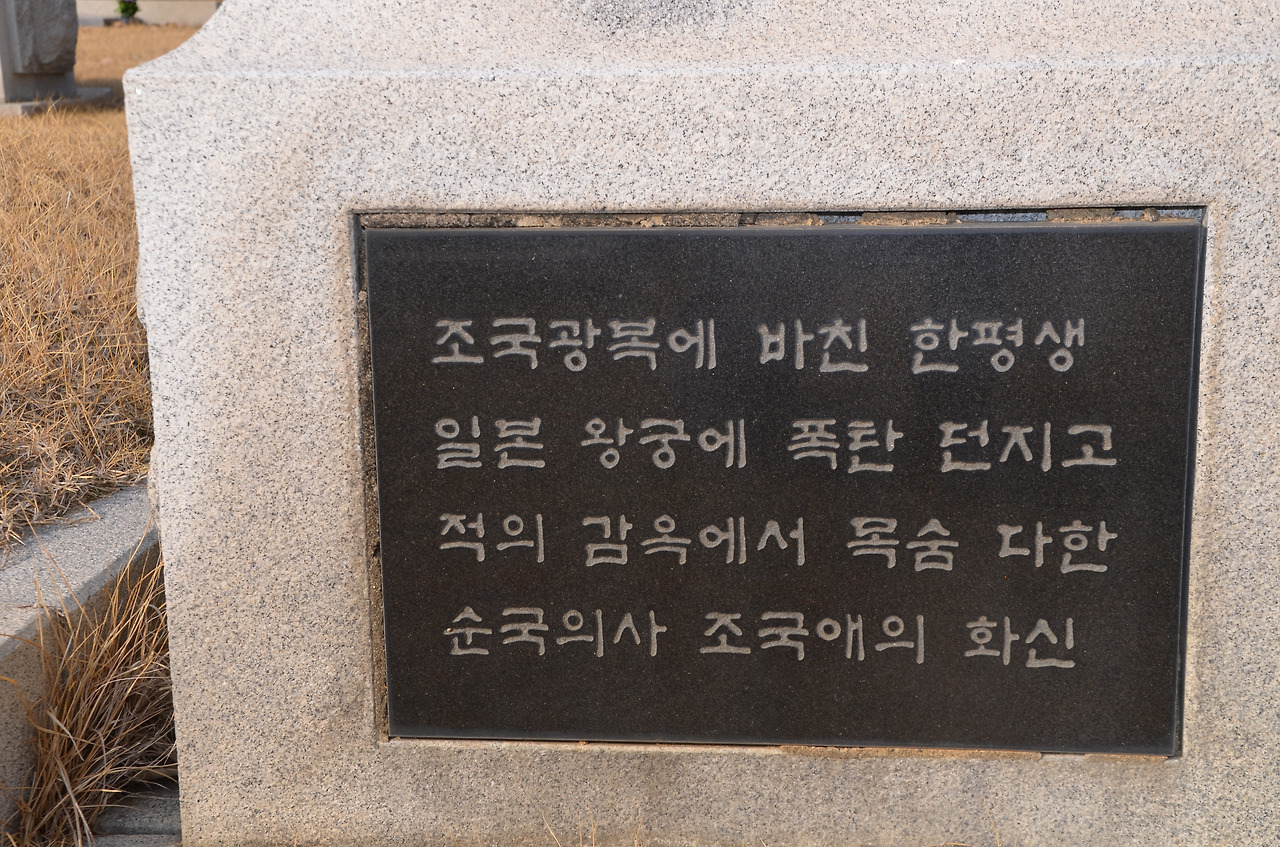 조국광복에 바친 한평생
일본 왕궁에 폭탄 던지고
적의 감옥에서 목숨 다한
순국의사 조국애의 화신